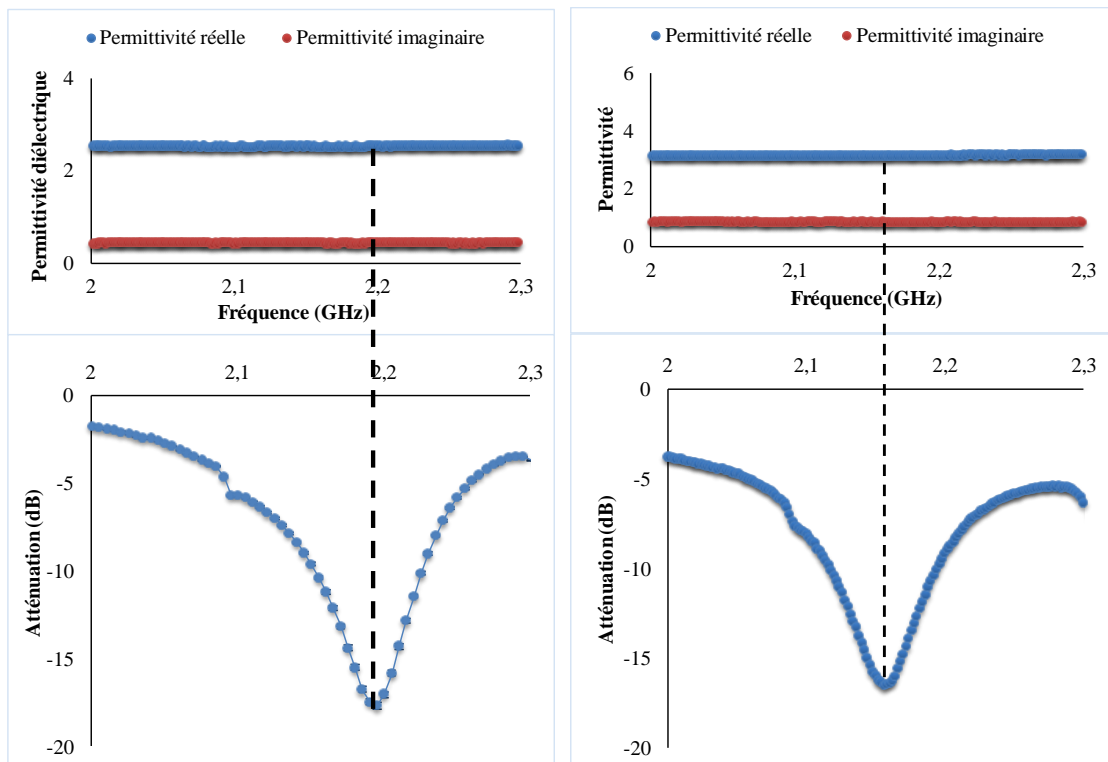 Permittivité réelle Permittivité imaginaire
Permittivité diélectrique
4
2
0
2 2,1 2,2 2,3
Fréquence (GHz)
Permittivité réelle Permittivité imaginaire
Permittivité
6
4
2
0
2 2,1 2,2 2,3
Fréquence (GHz)
2 2,1 2,2 2,3
0
-5
-10
-15
-20
Atténuation (dB)
2 2,1 2,2 2,3
0
-5
-10
-15
-20
Atténuation (dB)